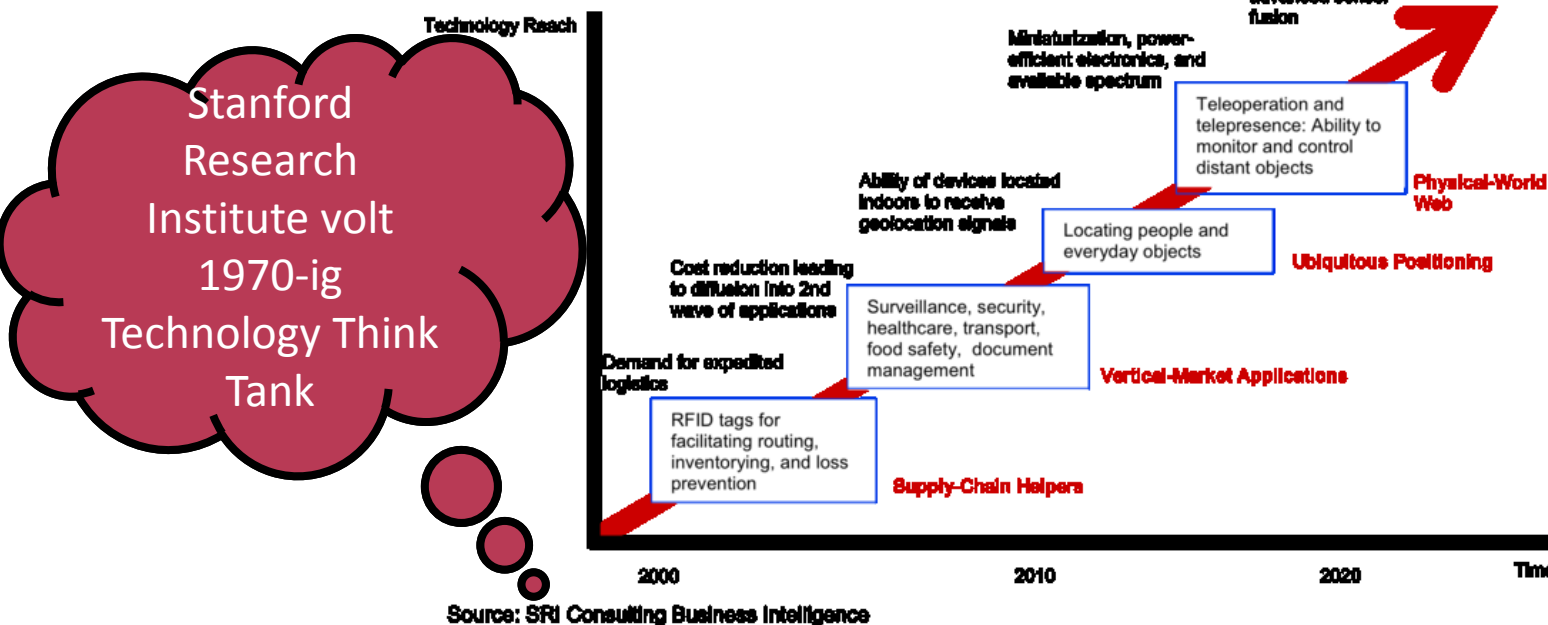 Stanford
Research
Institute volt
1970-ig
Technology Think
Tank
Technology Reach
fusion
Miniaturization, power-
efficient electronics, and
available spectrum
Teleoperation and
telepresence: Ability to
monitor and control
distant objects
Physical-World
Web
Ability of devices located
indoors to receive
geolocation signals
Locating people and
everyday objects
Ubiquitous Positioning
Cost reduction leading
to diffusion into 2nd
wave of applications
Surveillance, security,
healthcare, transport,
food safety, document
management
Vertical-Market Applications
Demand for expedited
logistics
RFID tags for
facilitating routing,
inventorying, and loss
prevention
Supply-Chain Helpers
2000
2010
2020
Time
Source: SRI Consulting Business Intelligence